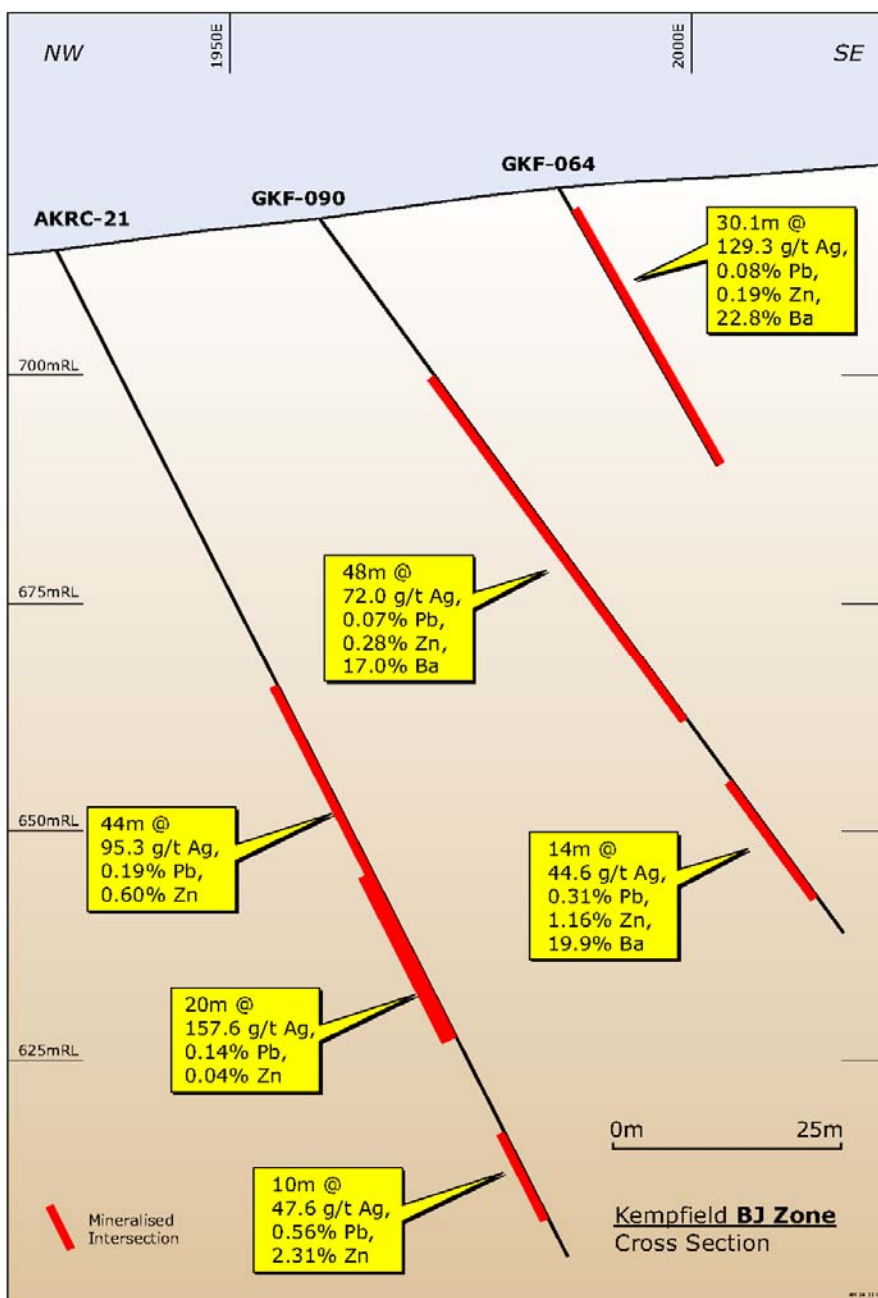 NW
1950E
2000E
SE
GKF-064
GKF-090
AKRC-21
30.1m @
129.3 g/t Ag,
0.08% Pb,
0.19% Zn,
22.8% Ba
700mRL
48m @
72.0 g/t Ag,
0.07% Pb,
0.28% Zn,
17.0% Ba
675mRL
44m @
95.3 g/t Ag,
0.19% Pb,
0.60% Zn
650mRL
14m @
44.6 g/t Ag,
0.31% Pb,
1.16% Zn,
19.9% Ba
20m @
157.6 g/t Ag,
0.14% Pb,
0.04% Zn
625mRL
0m 25m
10m @
47.6 g/t Ag,
0.56% Pb,
2.31% Zn
Mineralised
Intersection
Kempfield BJ Zone
Cross Section